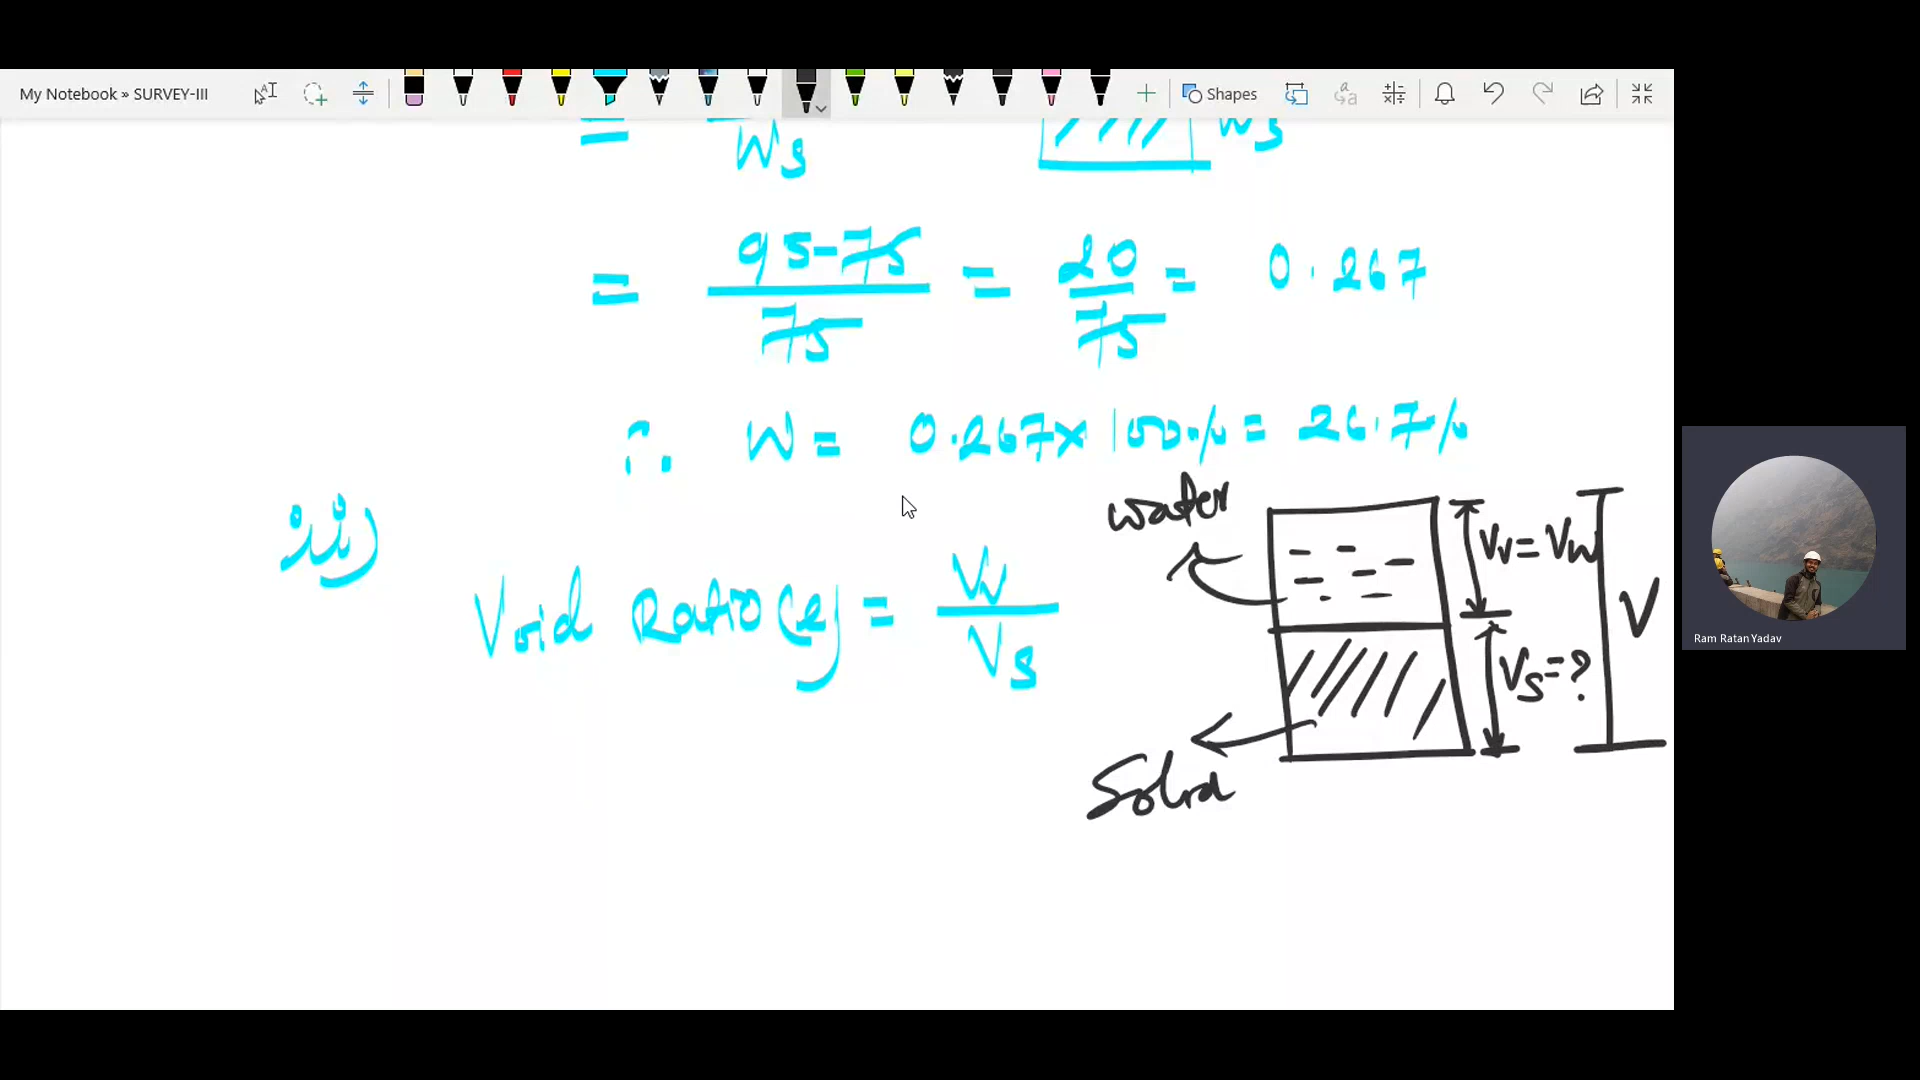 My Notebook » SURVEY-III
Shapes
= Ws
Ws
= 95-75 / 75 = 20 / 75 = 0.267
∴ W = 0.267 x 100% = 26.7%
ii)
Void Ratio (e) = Vv / Vs
water
Vv = Vw
V
Vs = ?
Solid
Ram Ratan Yadav